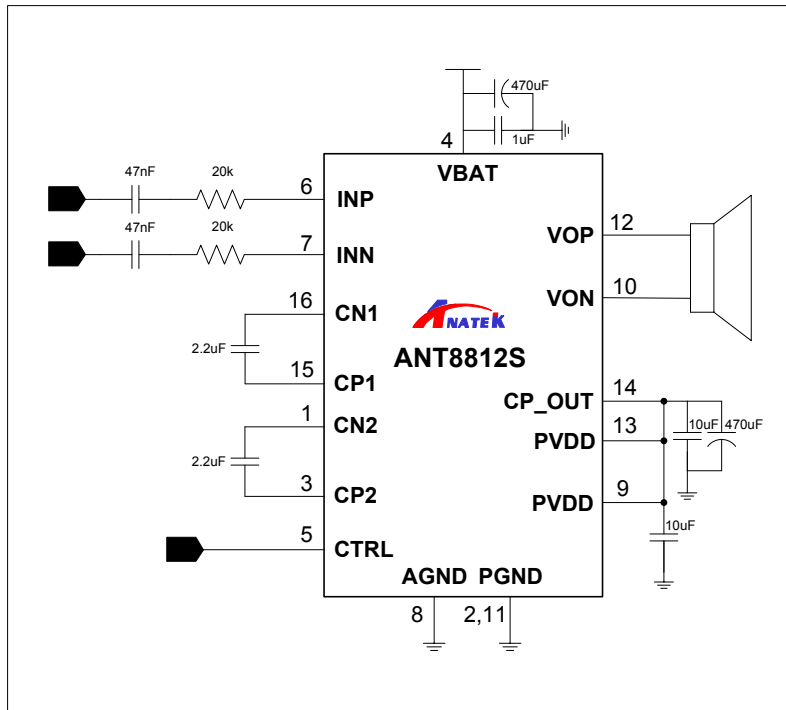 470uF
1uF
4
VBAT
47nF
20k
6
INP
47nF
20k
7
INN
12
VOP
10
VON
16
CN1
2.2uF
15
CP1
ANATEK
ANT8812S
14
CP_OUT
10uF
470uF
13
PVDD
1
CN2
2.2uF
3
CP2
9
PVDD
10uF
5
CTRL
AGND
PGND
8
2,11